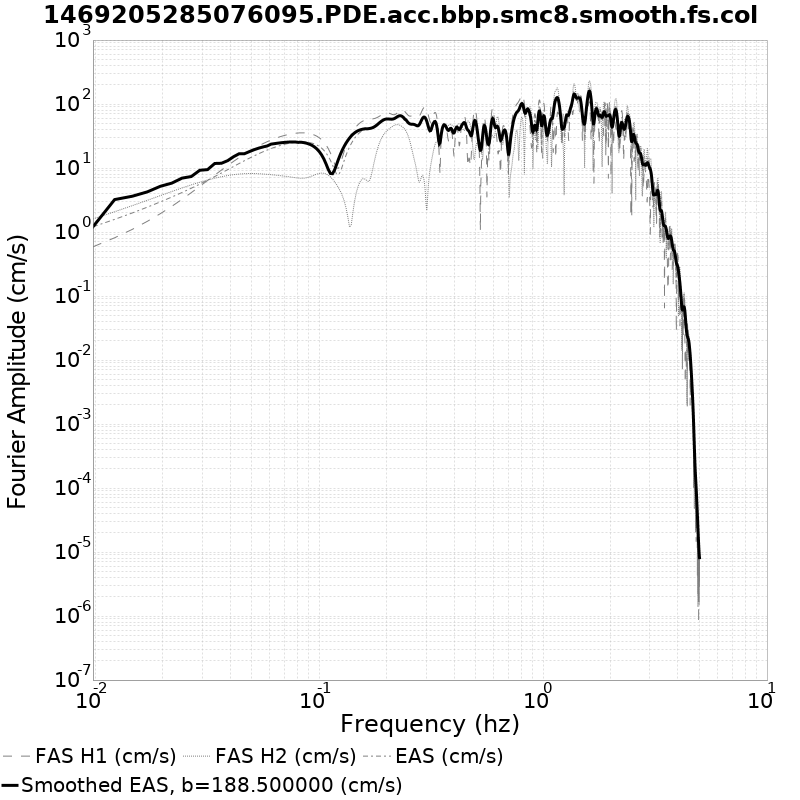 14692052850​76095.PDE.acc.bbp.smc8.smooth.fs.col
10^3
10^2
10^1
10^0
10^-1
10^-2
10^-3
10^-4
10^-5
10^-6
10^-7
10^-2 10^-1 10^0 10^1
Fourier Amplitude (cm/s)
Frequency (hz)
FAS H1 (cm/s) FAS H2 (cm/s) EAS (cm/s)
Smoothed EAS, b=188.500000 (cm/s)